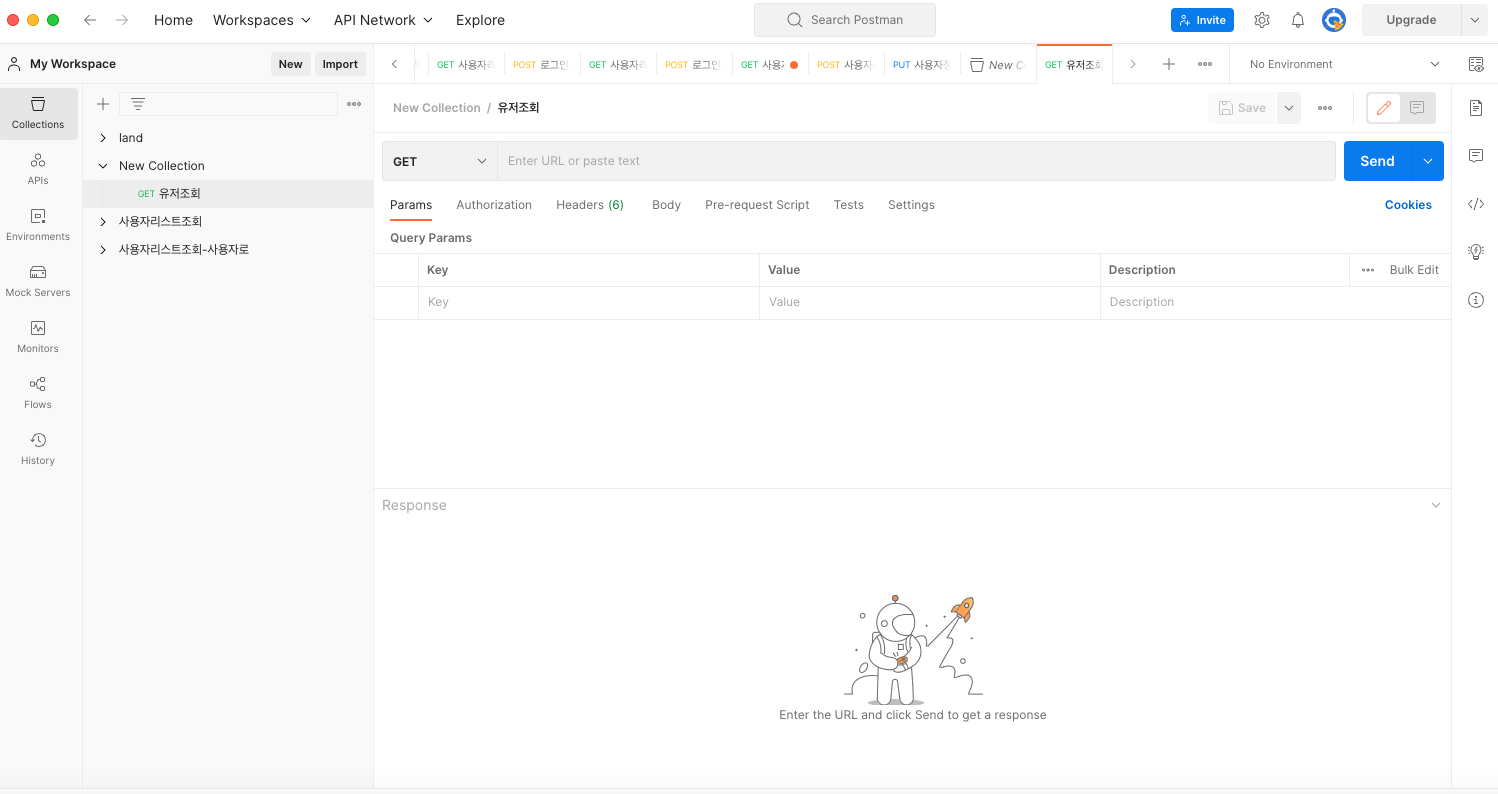 Home Workspaces API Network Explore Search Postman Invite Upgrade
My Workspace New Import
GET 사용자리 POST 로그인 GET 사용자리 POST 로그인 GET 사용자 POST 사용자 PUT 사용자정 New C GET 유저조회 No Environment
Collections
APIs
Environments
Mock Servers
Monitors
Flows
History
land
New Collection
GET 유저조회
사용자리스트조회
사용자리스트조회-사용자로
New Collection / 유저조회 Save
GET Enter URL or paste text Send
Params Authorization Headers (6) Body Pre-request Script Tests Settings Cookies
Query Params
Key Value Description Bulk Edit
Key Value Description
Response
Enter the URL and click Send to get a response